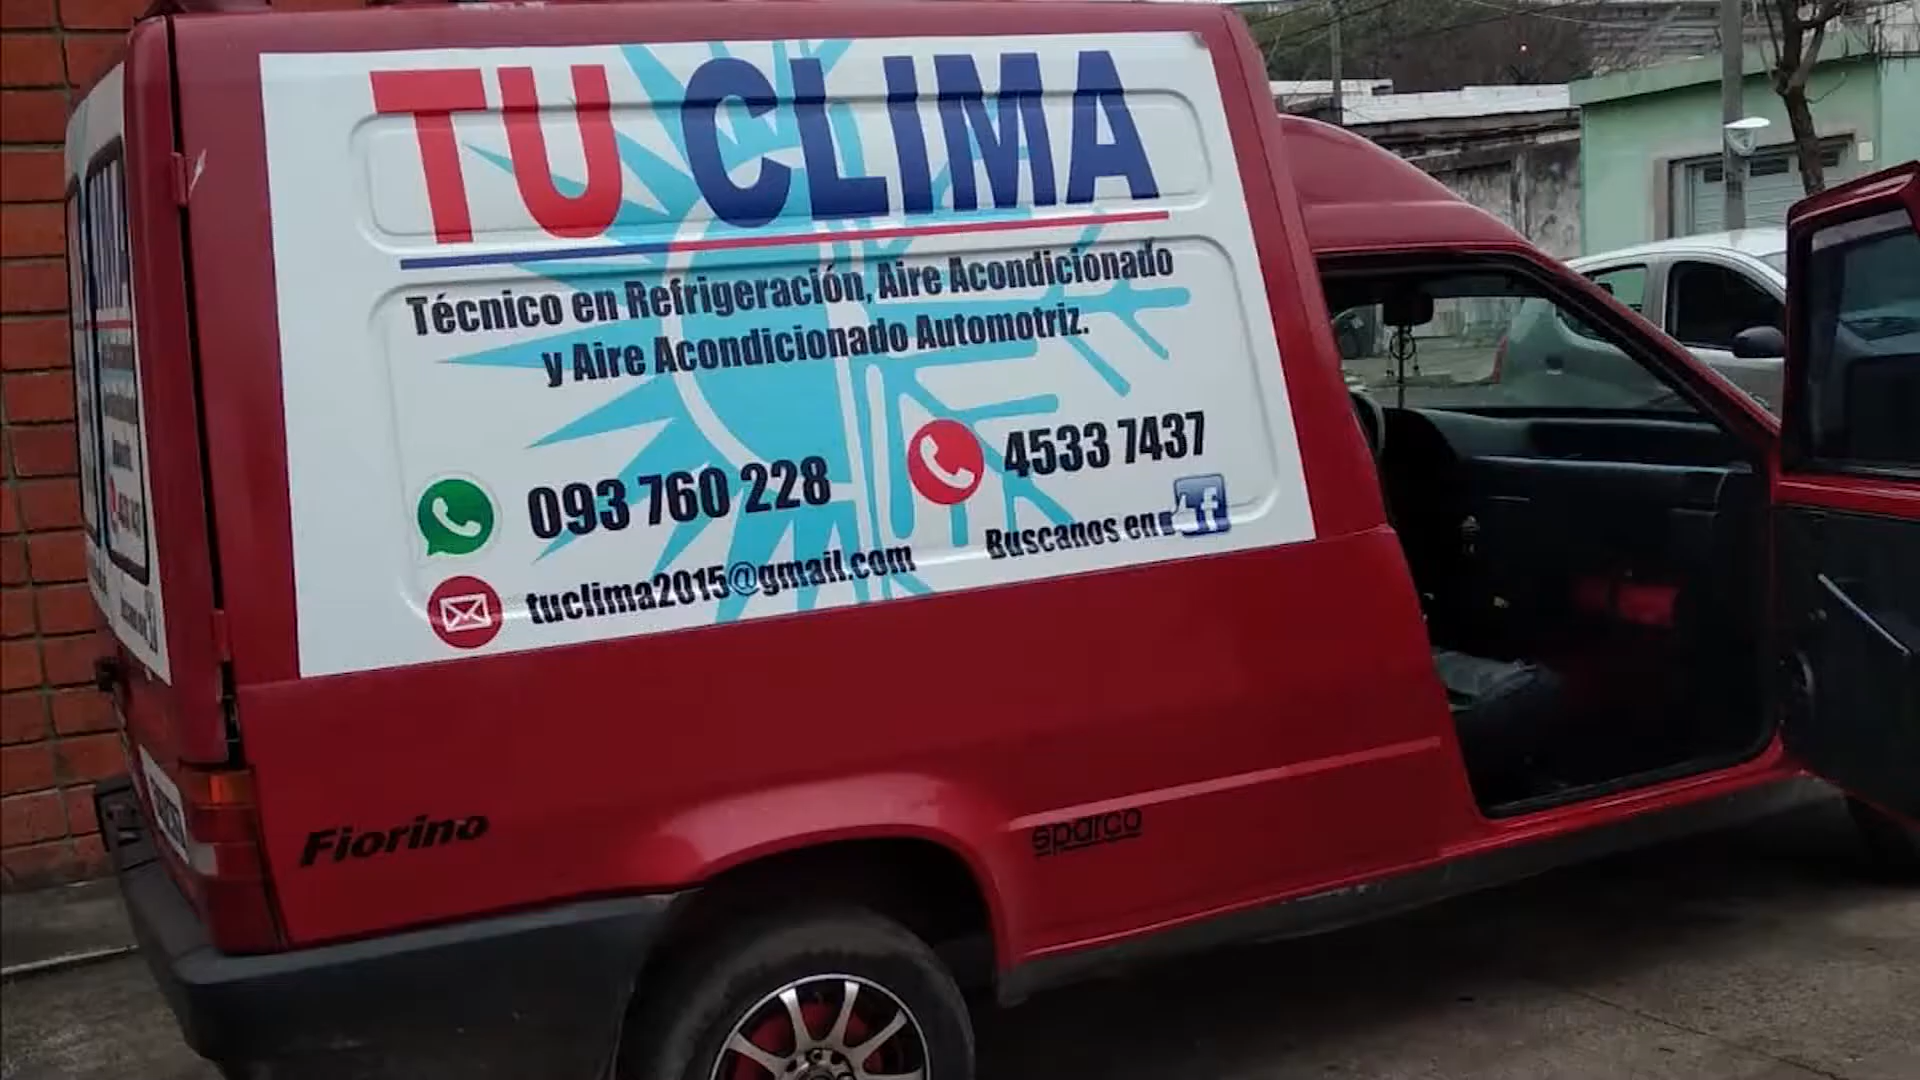 TU CLIMA
Técnico en Refrigeración, Aire Acondicionado
y Aire Acondicionado Automotriz.
093 760 228
4533 7437
tuclima2015@gmail.com
Buscanos en
f
Fiorino
sparco